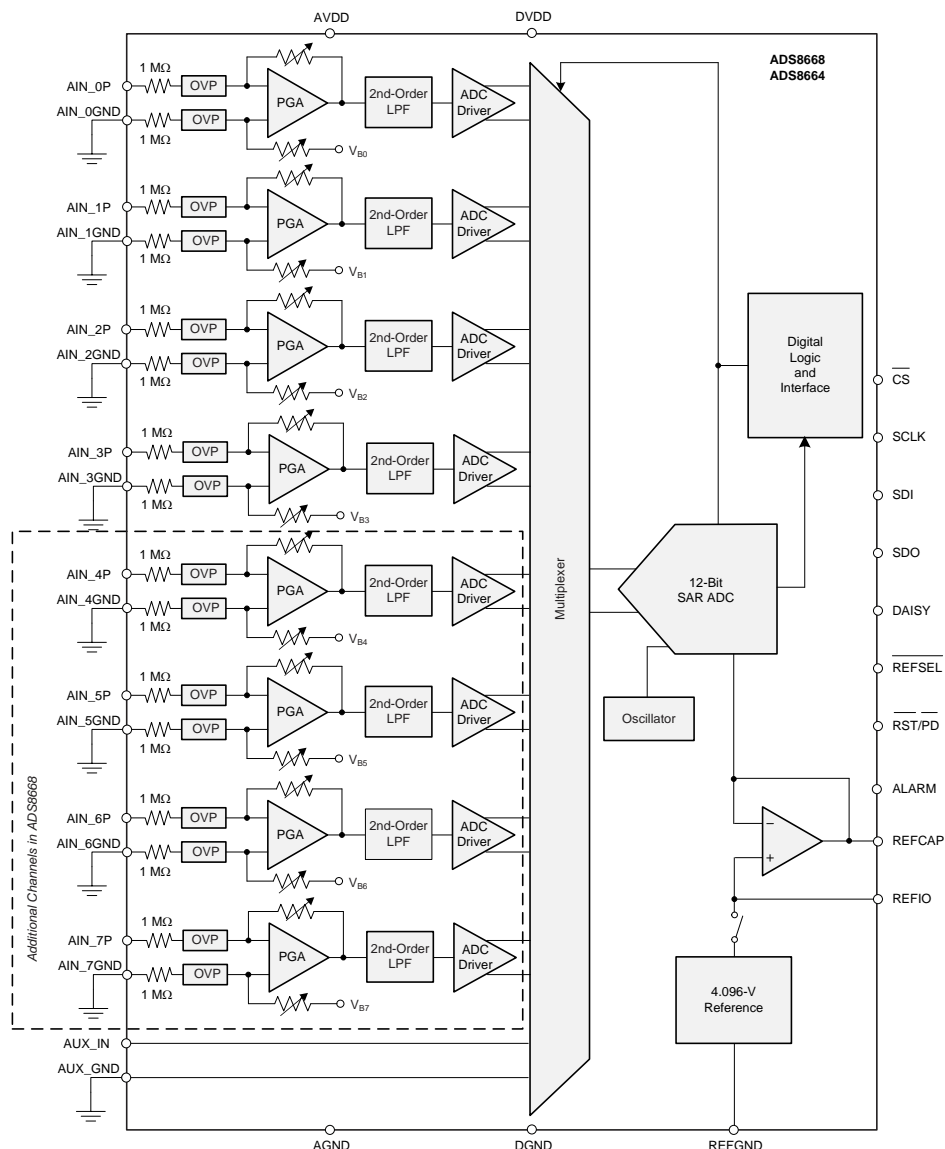 AVDD
DVDD
ADS8668
ADS8664
1 MΩ
AIN_0P
OVP
PGA
2nd-Order
LPF
ADC
Driver
AIN_0GND
OVP
1 MΩ
VB0
1 MΩ
AIN_1P
OVP
PGA
2nd-Order
LPF
ADC
Driver
AIN_1GND
OVP
1 MΩ
VB1
1 MΩ
AIN_2P
OVP
PGA
2nd-Order
LPF
ADC
Driver
AIN_2GND
OVP
1 MΩ
VB2
1 MΩ
AIN_3P
OVP
PGA
2nd-Order
LPF
ADC
Driver
AIN_3GND
OVP
1 MΩ
VB3
Additional Channels in ADS8668
1 MΩ
AIN_4P
OVP
PGA
2nd-Order
LPF
ADC
Driver
AIN_4GND
OVP
1 MΩ
VB4
1 MΩ
AIN_5P
OVP
PGA
2nd-Order
LPF
ADC
Driver
AIN_5GND
OVP
1 MΩ
VB5
1 MΩ
AIN_6P
OVP
PGA
2nd-Order
LPF
ADC
Driver
AIN_6GND
OVP
1 MΩ
VB6
1 MΩ
AIN_7P
OVP
PGA
2nd-Order
LPF
ADC
Driver
AIN_7GND
OVP
1 MΩ
VB7
AUX_IN
AUX_GND
Multiplexer
Digital
Logic
and
Interface
12-Bit
SAR ADC
Oscillator
−
+
4.096-V
Reference
CS
SCLK
SDI
SDO
DAISY
REFSEL
RST/PD
ALARM
REFCAP
REFIO
AGND
DGND
REFGND